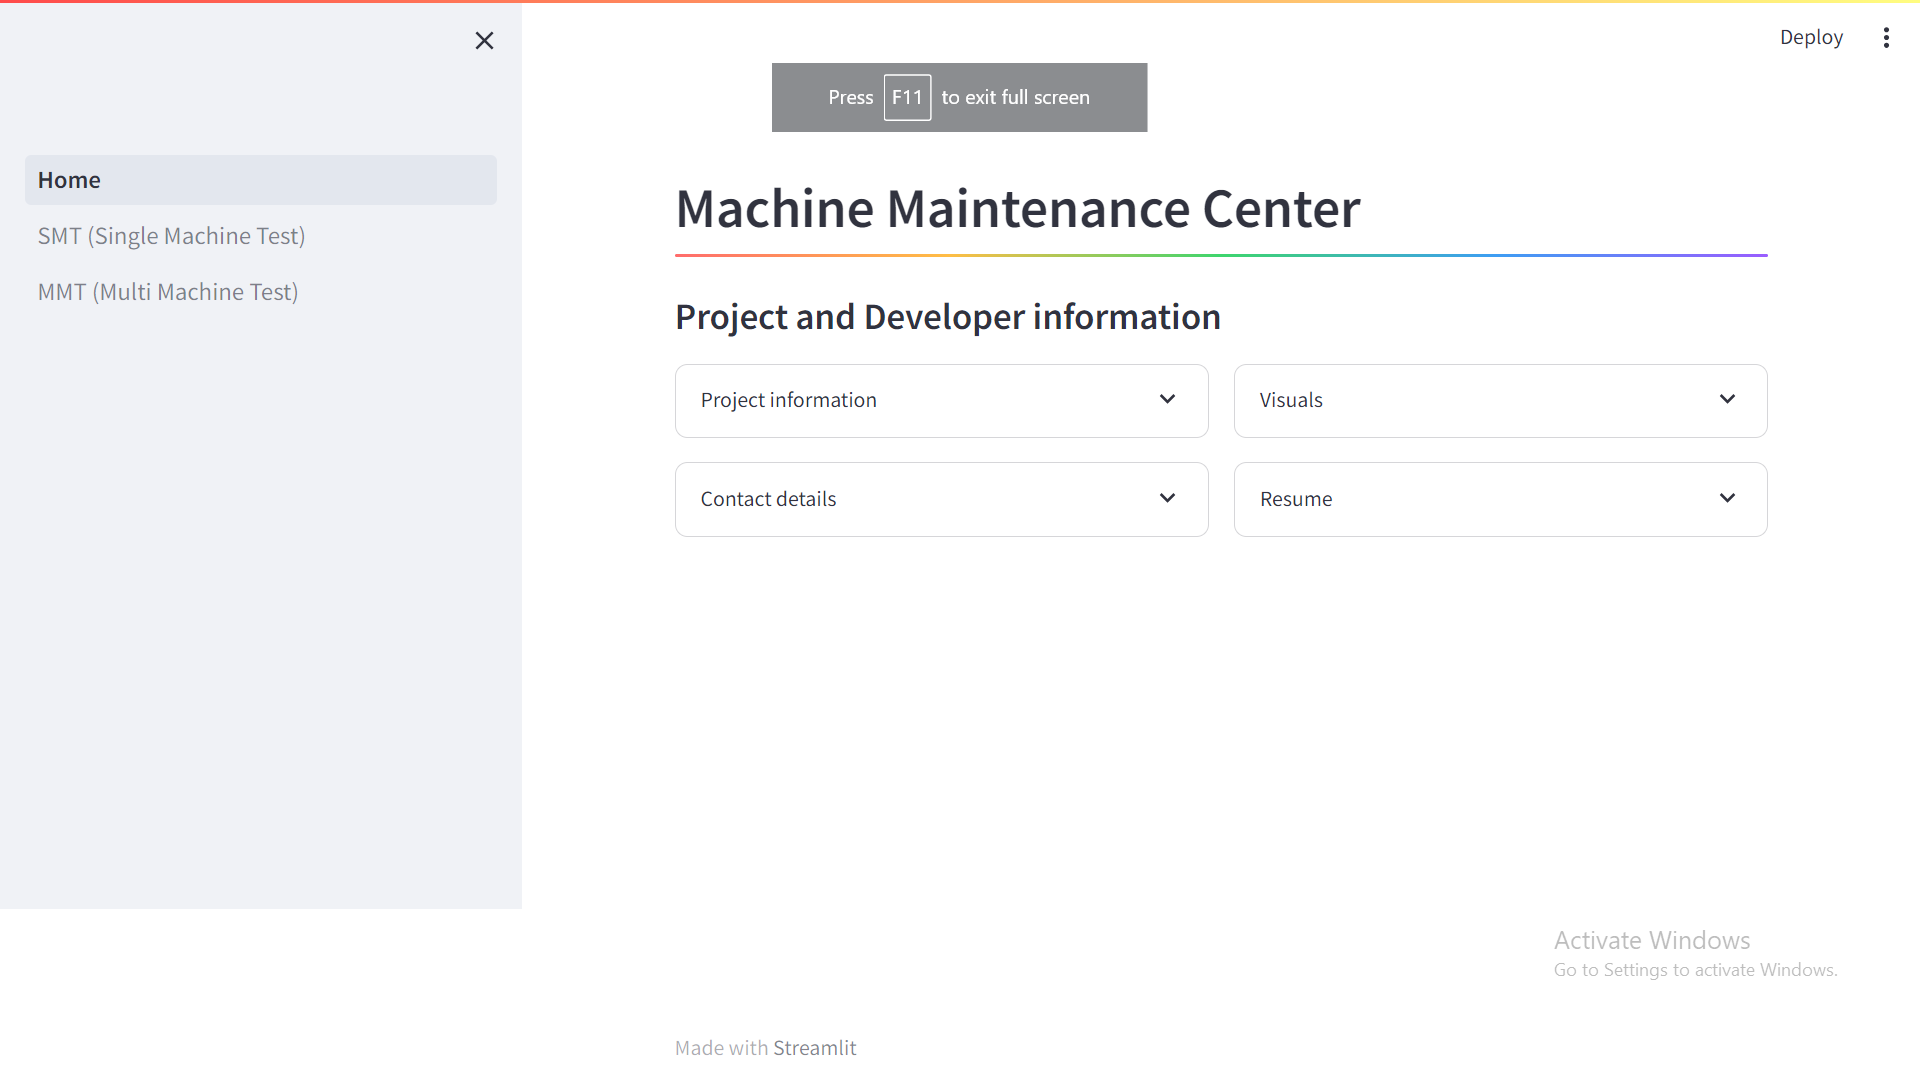 Deploy
Press F11 to exit full screen
Home
SMT (Single Machine Test)
MMT (Multi Machine Test)
Machine Maintenance Center
Project and Developer information
Project information
Visuals
Contact details
Resume
Activate Windows
Go to Settings to activate Windows.
Made with Streamlit